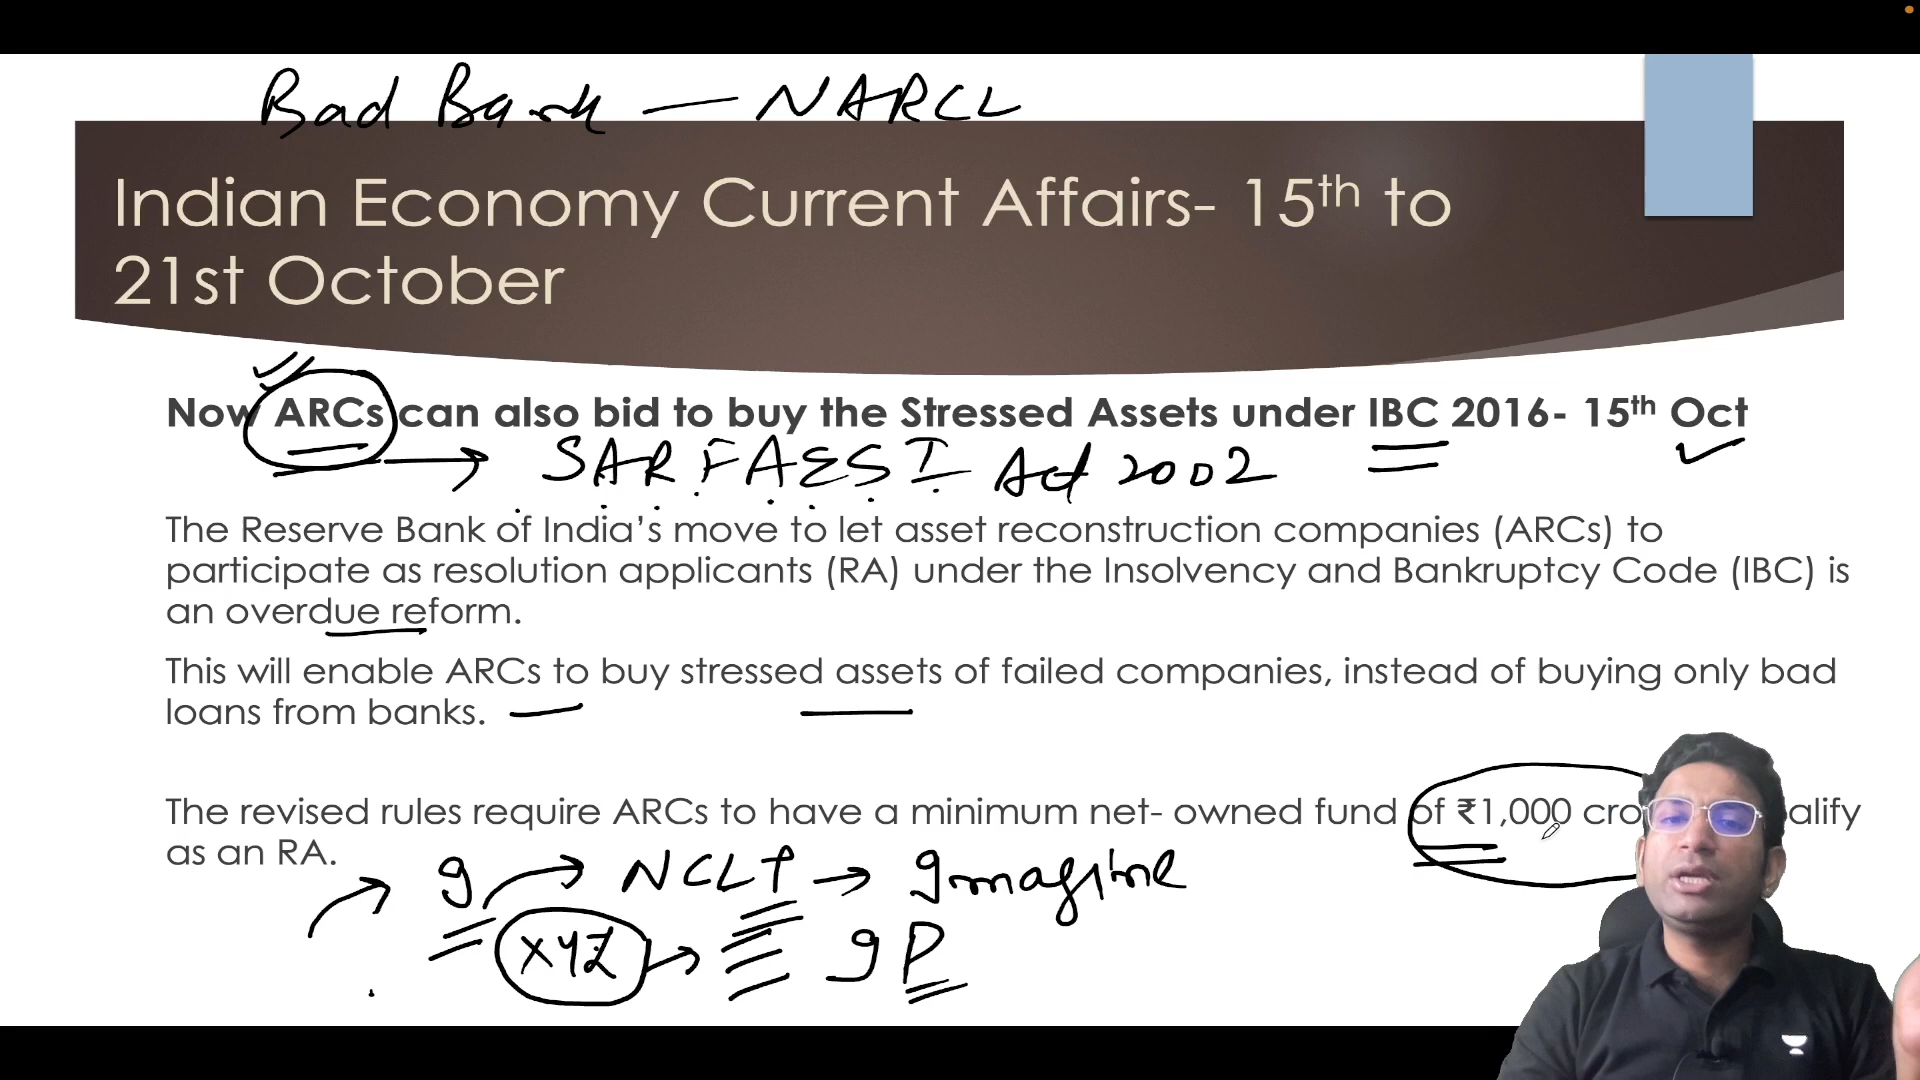 Bad Bank — NARCL
Indian Economy Current Affairs- 15th to
21st October
Now ARCs can also bid to buy the Stressed Assets under IBC 2016- 15th Oct
→ SARFAESI Act 2002
The Reserve Bank of India's move to let asset reconstruction companies (ARCs) to
participate as resolution applicants (RA) under the Insolvency and Bankruptcy Code (IBC) is
an overdue reform.
This will enable ARCs to buy stressed assets of failed companies, instead of buying only bad
loans from banks.
The revised rules require ARCs to have a minimum net- owned fund of ₹1,000 cro alify
as an RA.
→ NCLT → Imagine
XYZ → IP